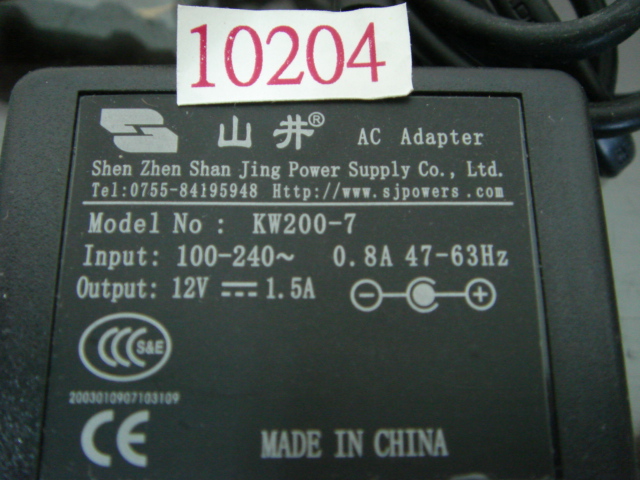 10204
山井® AC Adapter
Shen Zhen Shan Jing Power Supply Co., Ltd.
Tel:0755-84195948 Http://www.sjpowers.com
Model No: KW200-7
Input: 100-240~ 0.8A 47-63Hz
Output: 12V ⎓ 1.5A
CCC S&E
2003010907103109
CE
MADE IN CHINA